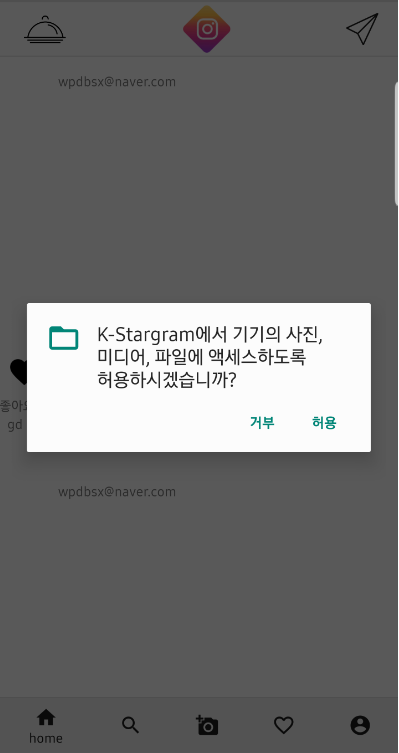 wpdbsx@naver.com
K-Stargram에서 기기의 사진,
미디어, 파일에 액세스하도록
허용하시겠습니까?
거부 허용
gd
wpdbsx@naver.com
home